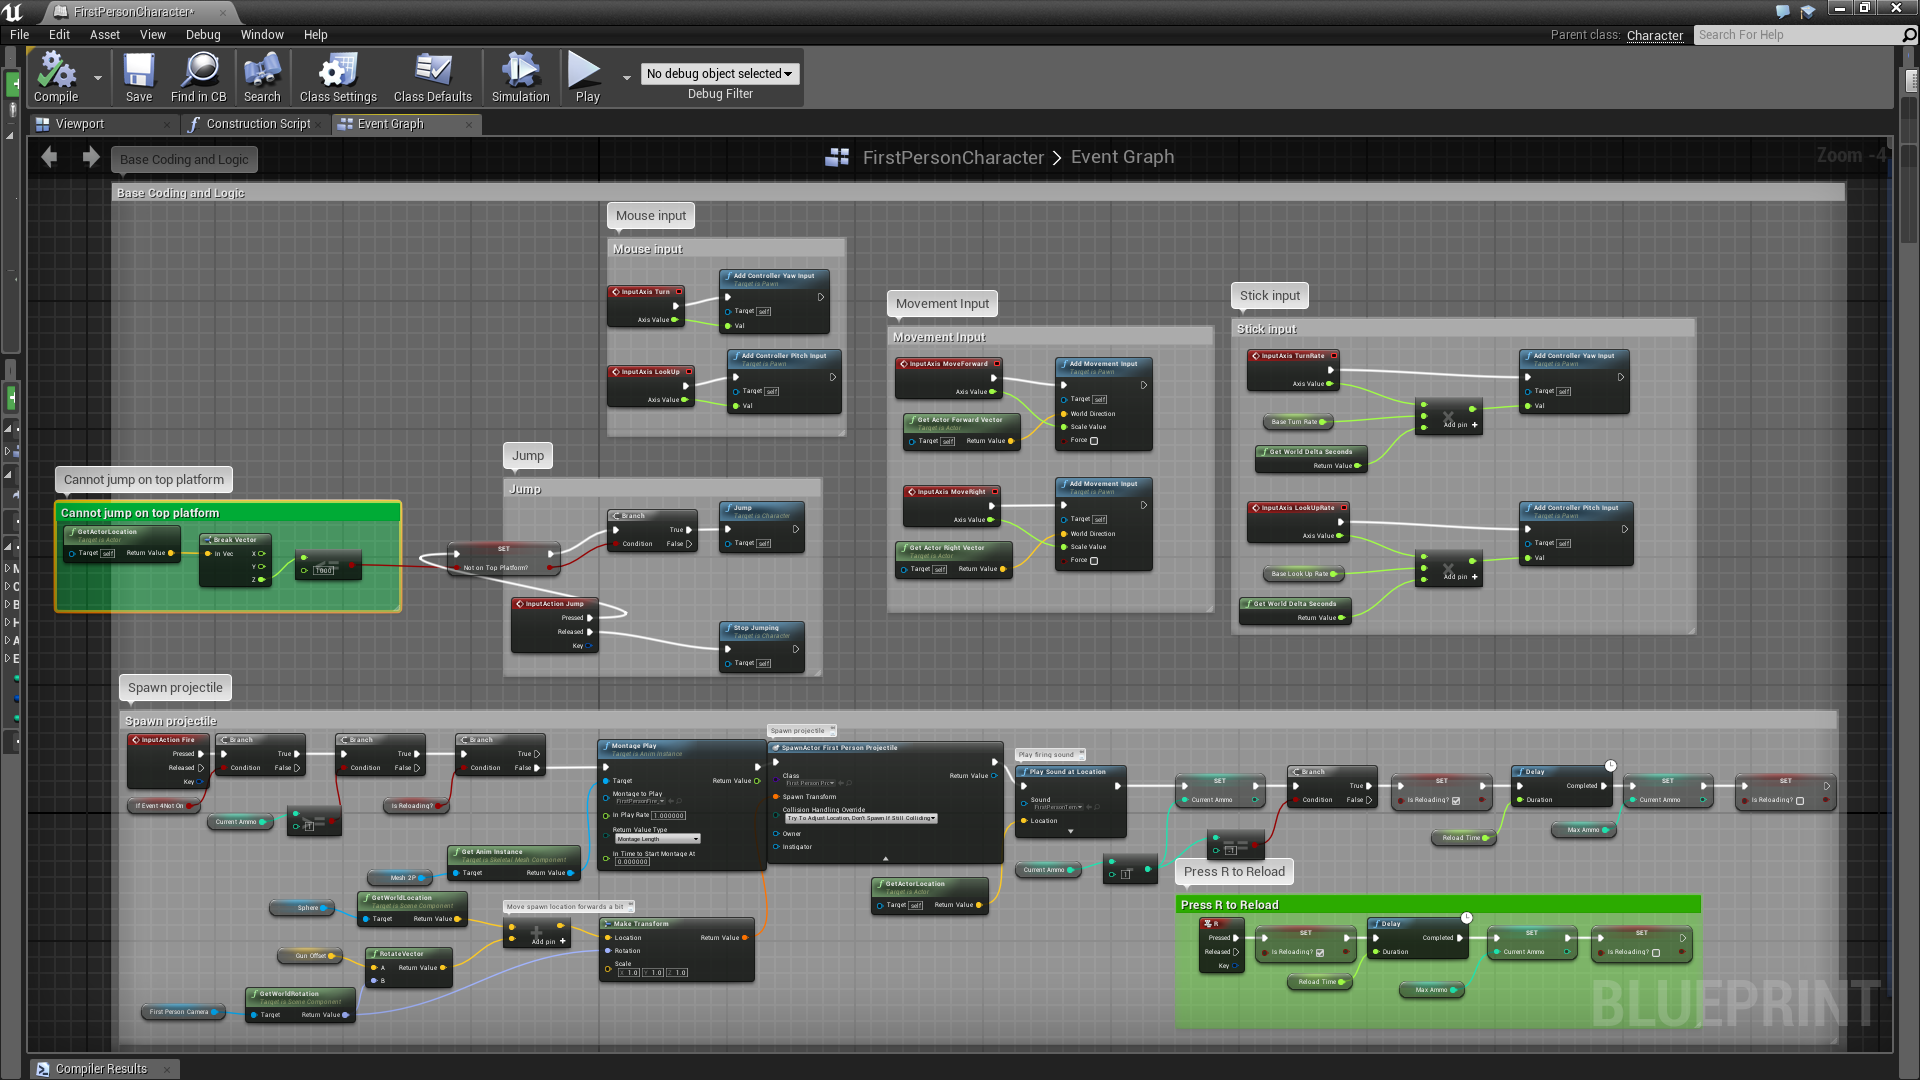 FirstPersonCharacter*
File Edit Asset View Debug Window Help
Parent class: Character
Search For Help
Compile Save Find in CB Search Class Settings Class Defaults Simulation Play
No debug object selected
Debug Filter
Viewport Construction Script Event Graph
Base Coding and Logic
FirstPersonCharacter > Event Graph
Zoom -4
Base Coding and Logic
Mouse input
Mouse input
InputAxis Turn
Axis Value
Add Controller Yaw Input
Target is Pawn
Target self
Val
InputAxis LookUp
Axis Value
Add Controller Pitch Input
Target is Pawn
Target self
Val
Movement Input
Movement Input
InputAxis MoveForward
Axis Value
Get Actor Forward Vector
Target is Actor
Target self Return Value
Add Movement Input
Target is Pawn
Target self
World Direction
Scale Value
Force
InputAxis MoveRight
Axis Value
Get Actor Right Vector
Target is Actor
Target self Return Value
Add Movement Input
Target is Pawn
Target self
World Direction
Scale Value
Force
Stick input
Stick input
InputAxis TurnRate
Axis Value
Base Turn Rate
Get World Delta Seconds
Return Value
Add pin +
Add Controller Yaw Input
Target is Pawn
Target self
Val
InputAxis LookUpRate
Axis Value
Base Look Up Rate
Get World Delta Seconds
Return Value
Add pin +
Add Controller Pitch Input
Target is Pawn
Target self
Val
Cannot jump on top platform
Cannot jump on top platform
GetActorLocation
Target is Actor
Target self Return Value
Break Vector
In Vec X
Y
Z
Jump
Jump
SET
Not on Top Platform?
Branch
True
Condition False
Jump
Target is Character
Target self
InputAction Jump
Pressed
Released
Key
Stop Jumping
Target is Character
Target self
Spawn projectile
Spawn projectile
InputAction Fire
Pressed
Released
Key
If Event 4Not On
Branch
True
Condition False
Current Ammo
Branch
True
Condition False
Is Reloading?
Branch
True
Condition False
Montage Play
Target is Anim Instance
Target Return Value
Montage to Play
In Play Rate 1.000000
Return Value Type
Montage Length
In Time to Start Montage At
0.000000
Get Anim Instance
Target is Skeletal Mesh Component
Target Return Value
Mesh 2P
Sphere
GetWorldLocation
Target is Scene Component
Target Return Value
Gun Offset
RotateVector
A Return Value
B
First Person Camera
GetWorldRotation
Target is Scene Component
Target Return Value
Move spawn location forwards a bit
Add pin +
Make Transform
Location Return Value
Rotation
Scale
X 1.0 Y 1.0 Z 1.0
Spawn projectile
SpawnActor First Person Projectile
Class Return Value
Spawn Transform
Collision Handling Override
Try To Adjust Location, Don't Spawn If Still Colliding
Owner
Instigator
GetActorLocation
Target is Actor
Target self Return Value
Play firing sound
Play Sound at Location
Sound
Location
Current Ammo
1
SET
Current Ammo
Branch
True
Condition False
SET
Is Reloading?
Delay
Completed
Duration
Reload Time
SET
Current Ammo
Max Ammo
SET
Is Reloading?
Press R to Reload
Press R to Reload
R
Pressed
Released
Key
SET
Is Reloading?
Delay
Completed
Duration
Reload Time
SET
Current Ammo
Max Ammo
SET
Is Reloading?
BLUEPRINT
Compiler Results